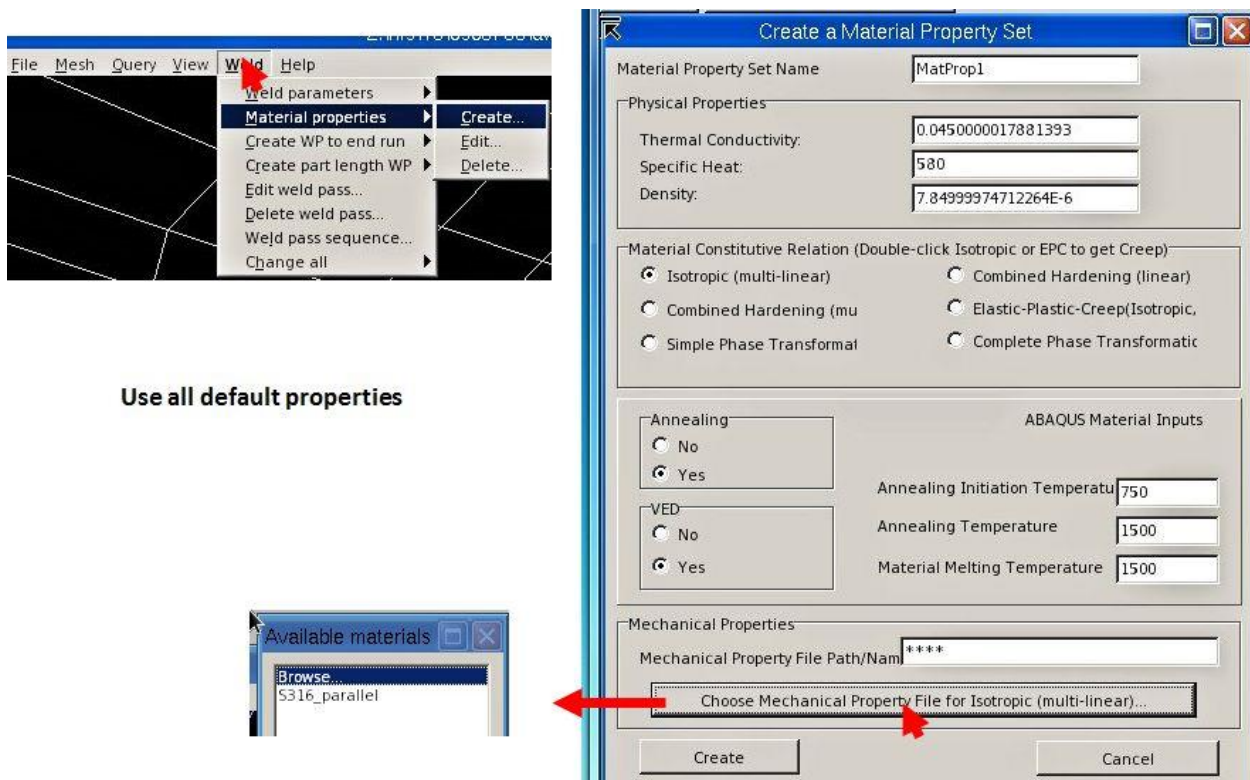 File Mesh Query View Weld Help
Weld parameters
Material properties
Create...
Create WP to end run
Edit...
Create part length WP
Delete...
Edit weld pass...
Delete weld pass...
Weld pass sequence...
Change all
Use all default properties
Available materials
Browse...
S316_parallel
Create a Material Property Set
Material Property Set Name MatProp1
Physical Properties
Thermal Conductivity: 0.0450000017881393
Specific Heat: 580
Density: 7.84999974712264E-6
Material Constitutive Relation (Double-click Isotropic or EPC to get Creep)
Isotropic (multi-linear) Combined Hardening (linear)
Combined Hardening (mu Elastic-Plastic-Creep(Isotropic,
Simple Phase Transformat Complete Phase Transformatic
Annealing ABAQUS Material Inputs
No
Yes
Annealing Initiation Temperatu 750
VED
No
Annealing Temperature 1500
Yes
Material Melting Temperature 1500
Mechanical Properties
Mechanical Property File Path/Nam ****
Choose Mechanical Property File for Isotropic (multi-linear)...
Create Cancel